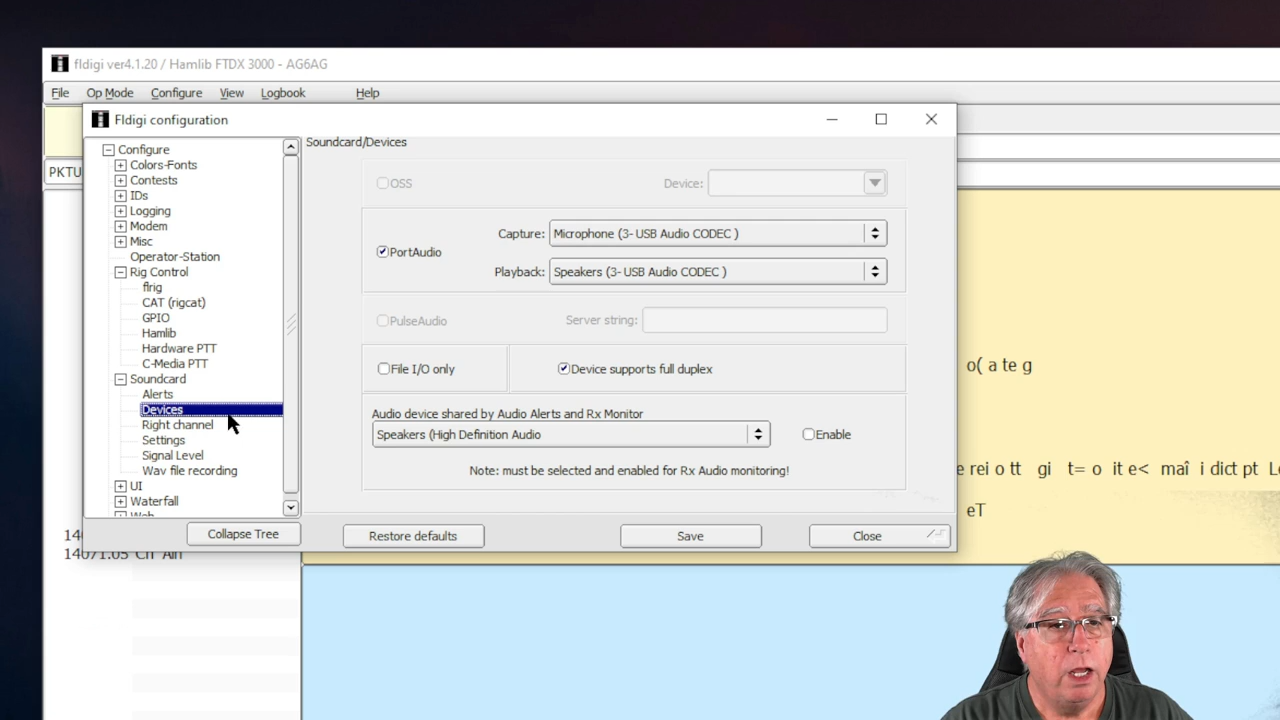 fldigi ver4.1.20 / Hamlib FTDX 3000 - AG6AG
File Op Mode Configure View Logbook Help
Fldigi configuration
PKTU
Configure
Colors-Fonts
Contests
IDs
Logging
Modem
Misc
Operator-Station
Rig Control
flrig
CAT (rigcat)
GPIO
Hamlib
Hardware PTT
C-Media PTT
Soundcard
Alerts
Devices
Right channel
Settings
Signal Level
Wav file recording
UI
Waterfall
Web
Collapse Tree
Soundcard/Devices
OSS Device:
PortAudio
Capture: Microphone (3- USB Audio CODEC )
Playback: Speakers (3- USB Audio CODEC )
PulseAudio Server string:
File I/O only Device supports full duplex
Audio device shared by Audio Alerts and Rx Monitor
Speakers (High Definition Audio Enable
Note: must be selected and enabled for Rx Audio monitoring!
Restore defaults Save Close
o( a te g
e rei o tt gi t= o it e< maî i dict pt
eT
14071.05